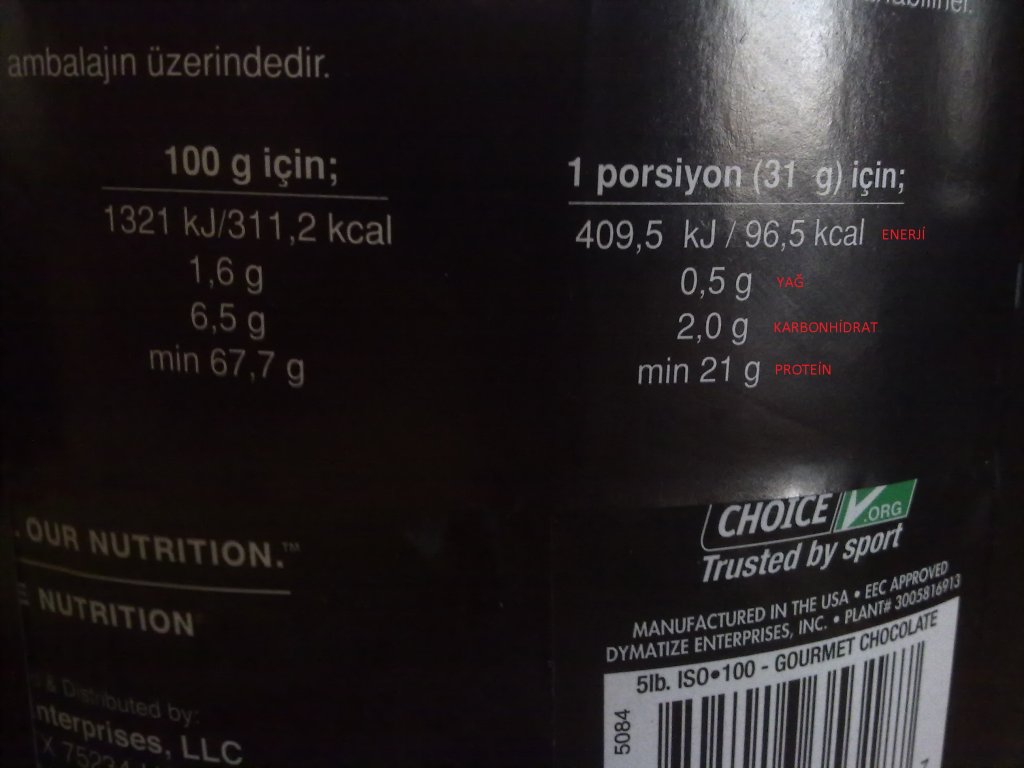 ambalajın üzerindedir.
100 g için;
1321 kJ/311,2 kcal
1,6 g
6,5 g
min 67,7 g
1 porsiyon (31 g) için;
409,5 kJ / 96,5 kcal ENERJİ
0,5 g YAĞ
2,0 g KARBONHİDRAT
min 21 g PROTEİN
OUR NUTRITION.™
NUTRITION
& Distributed by:
LLC
CHOICE .ORG
Trusted by sport
MANUFACTURED IN THE USA • EEC APPROVED
DYMATIZE ENTERPRISES, INC. • PLANT# 3005816913
5lb. ISO•100 - GOURMET CHOCOLATE
5084